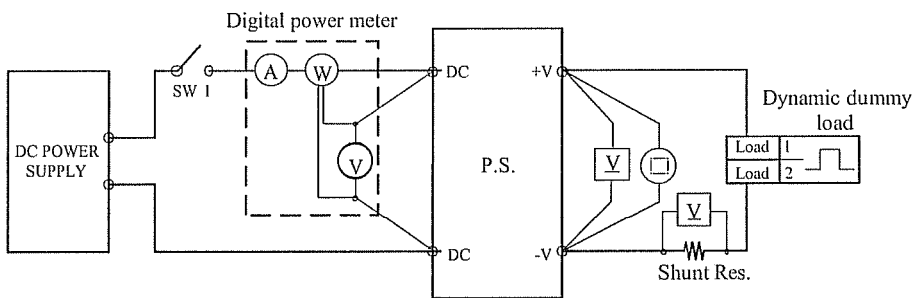 Digital power meter
A
W
V
SW 1
DC POWER
SUPPLY
DC
DC
P.S.
+V
-V
V
V
Shunt Res.
Dynamic dummy
load
Load 1
Load 2